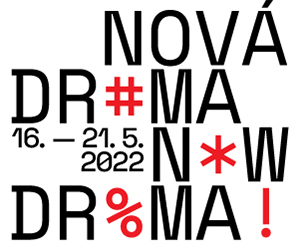 NOVÁ
DR#MA
16. — 21. 5.
2022
N*W
DR%MA!